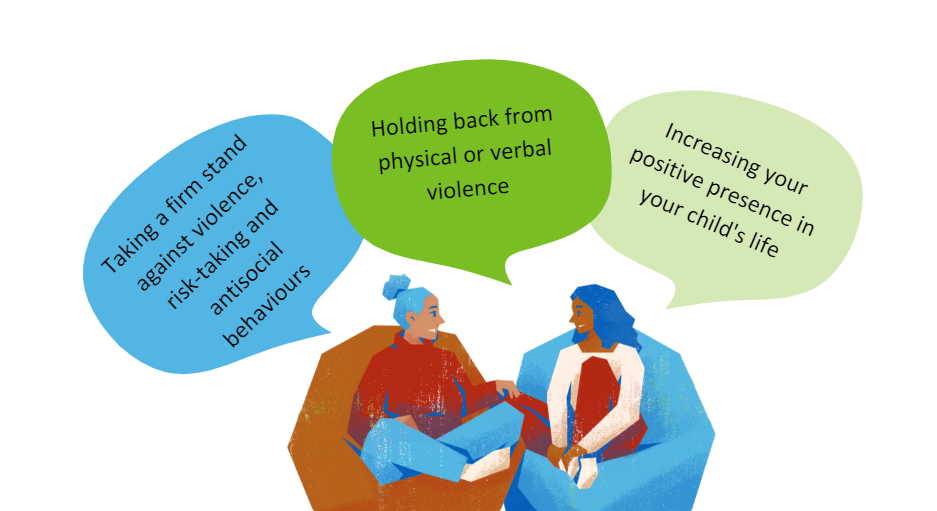 Taking a firm stand
against violence,
risk-taking and
antisocial
behaviours
Holding back from
physical or verbal
violence
Increasing your
positive presence in
your child's life